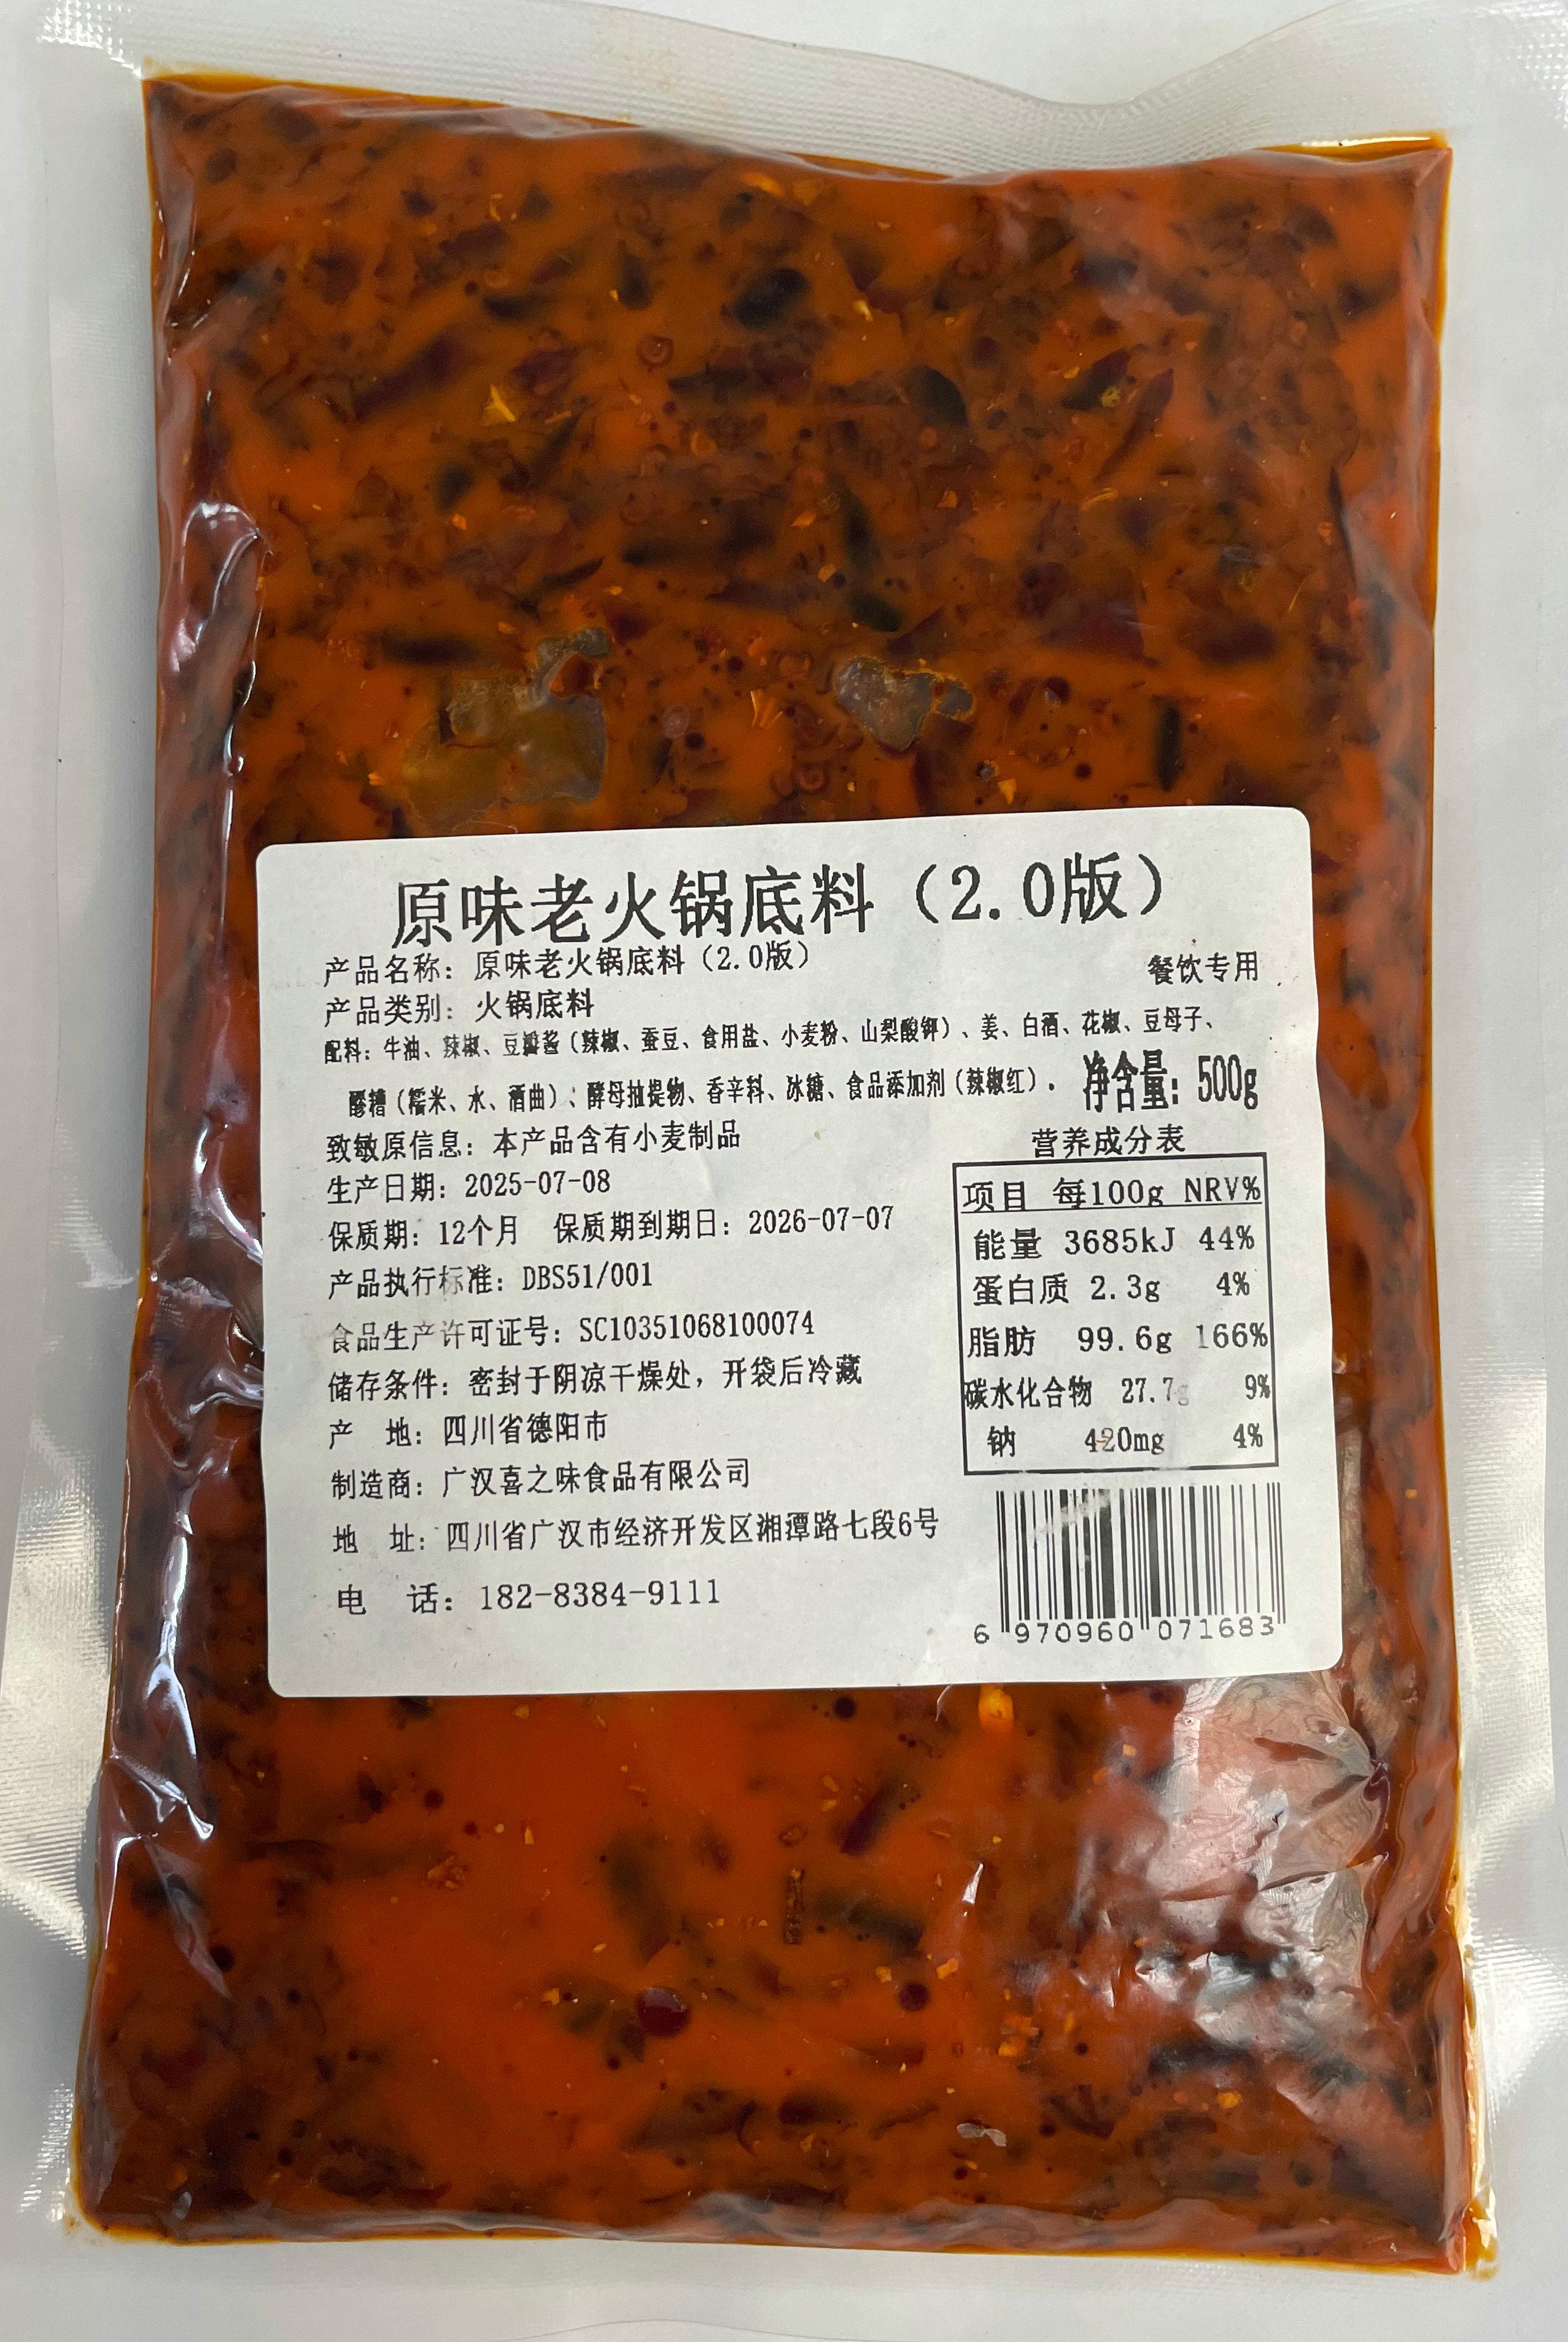 原味老火锅底料（2.0版）
产品名称：原味老火锅底料（2.0版）
餐饮专用
产品类别：火锅底料
配料：牛油、辣椒、豆瓣酱（辣椒、蚕豆、食用盐、小麦粉、山梨酸钾）、姜、白酒、花椒、豆母子、
醪糟（糯米、水、酒曲）；酵母抽提物、香辛料、冰糖、食品添加剂（辣椒红）.
净含量：500g
致敏原信息：本产品含有小麦制品
生产日期：2025-07-08
保质期：12个月 保质期到期日：2026-07-07
产品执行标准：DBS51/001
食品生产许可证号：SC10351068100074
储存条件：密封于阴凉干燥处，开袋后冷藏
产 地：四川省德阳市
制造商：广汉喜之味食品有限公司
地 址：四川省广汉市经济开发区湘潭路七段6号
电 话：182-8384-9111
营养成分表
项目 每100g NRV%
能量 3685kJ 44%
蛋白质 2.3g 4%
脂肪 99.6g 166%
碳水化合物 27.7g 9%
钠 420mg 4%
6 970960 071683